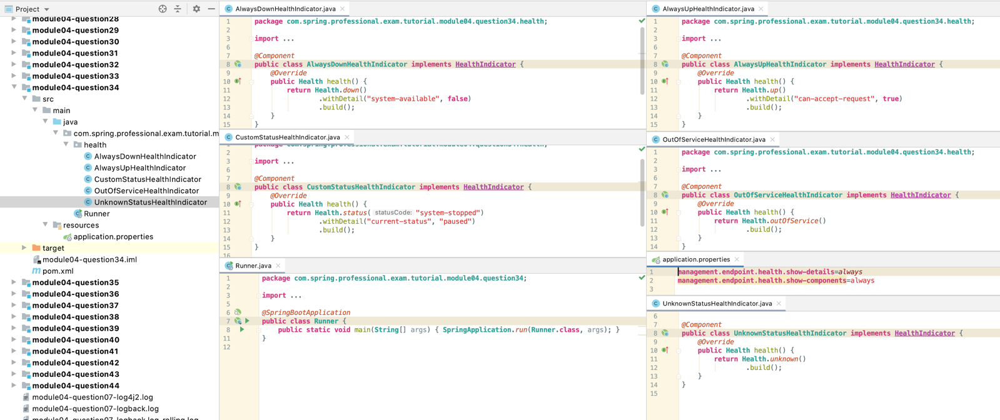 Project
module04-question28
module04-question29
module04-question30
module04-question31
module04-question32
module04-question33
module04-question34
src
main
java
com.spring.professional.exam.tutorial.m
health
AlwaysDownHealthIndicator
AlwaysUpHealthIndicator
CustomStatusHealthIndicator
OutOfServiceHealthIndicator
UnknownStatusHealthIndicator
Runner
resources
application.properties
target
module04-question34.iml
pom.xml
module04-question35
module04-question36
module04-question37
module04-question38
module04-question39
module04-question40
module04-question41
module04-question42
module04-question43
module04-question44
module04-question07-log4j2.log
module04-question07-logback.log
module04-question07-logback.log-rolling.log
AlwaysDownHealthIndicator.java
1 package com.spring.professional.exam.tutorial.module04.question34.health;
2
3 import ...
6
7 @Component
8 public class AlwaysDownHealthIndicator implements HealthIndicator {
9 @Override
10 public Health health() {
11 return Health.down()
12 .withDetail("system-available", false)
13 .build();
14 }
15 }
CustomStatusHealthIndicator.java
package com.spring.professional.exam.tutorial.module04.question34.health;
2
3 import ...
6
7 @Component
8 public class CustomStatusHealthIndicator implements HealthIndicator {
9 @Override
10 public Health health() {
11 return Health.status( statusCode: "system-stopped")
12 .withDetail("current-status", "paused")
13 .build();
14 }
15 }
16
Runner.java
1 package com.spring.professional.exam.tutorial.module04.question34;
2
3 import ...
5
6 @SpringBootApplication
7 public class Runner {
8 public static void main(String[] args) { SpringApplication.run(Runner.class, args); }
11 }
12
AlwaysUpHealthIndicator.java
1 package com.spring.professional.exam.tutorial.module04.question34.health;
2
3 import ...
6
7 @Component
8 public class AlwaysUpHealthIndicator implements HealthIndicator {
9 @Override
10 public Health health() {
11 return Health.up()
12 .withDetail("can-accept-request", true)
13 .build();
14 }
15 }
OutOfServiceHealthIndicator.java
1 package com.spring.professional.exam.tutorial.module04.question34.health;
2
3 import ...
6
7 @Component
8 public class OutOfServiceHealthIndicator implements HealthIndicator {
9 @Override
10 public Health health() {
11 return Health.outOfService()
12 .build();
13 }
14 }
application.properties
1 management.endpoint.health.show-details=always
2 management.endpoint.health.show-components=always
3
UnknownStatusHealthIndicator.java
6
7 @Component
8 public class UnknownStatusHealthIndicator implements HealthIndicator {
9 @Override
10 public Health health() {
11 return Health.unknown()
12 .build();
13 }
14 }
15